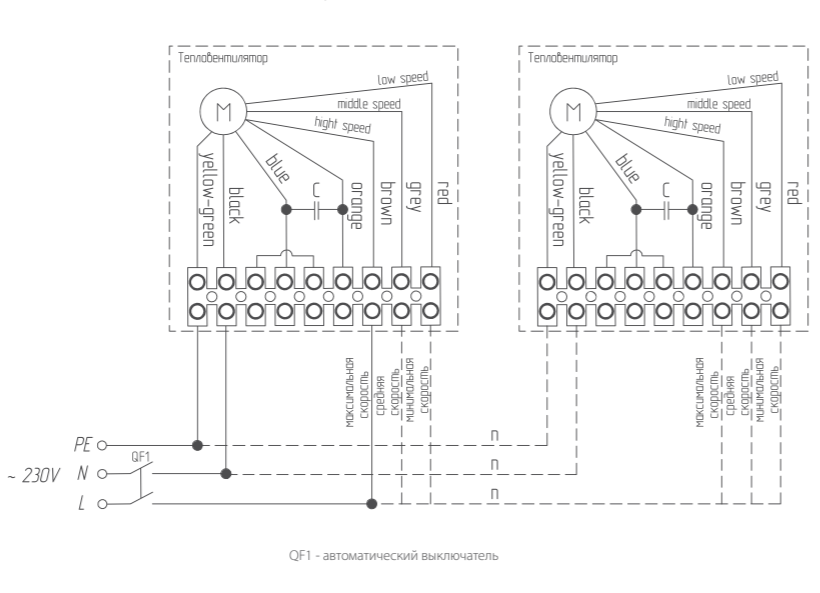 Тепловентилятор
M
low speed
middle speed
hight speed
yellow-green
black
blue
C
orange
brown
grey
red
максимальная
скорость
средняя
скорость
минимальная
скорость
Тепловентилятор
M
low speed
middle speed
hight speed
yellow-green
black
blue
C
orange
brown
grey
red
максимальная
скорость
средняя
скорость
минимальная
скорость
PE
n
QF1
~ 230V N
n
L
n
QF1 - автоматический выключатель